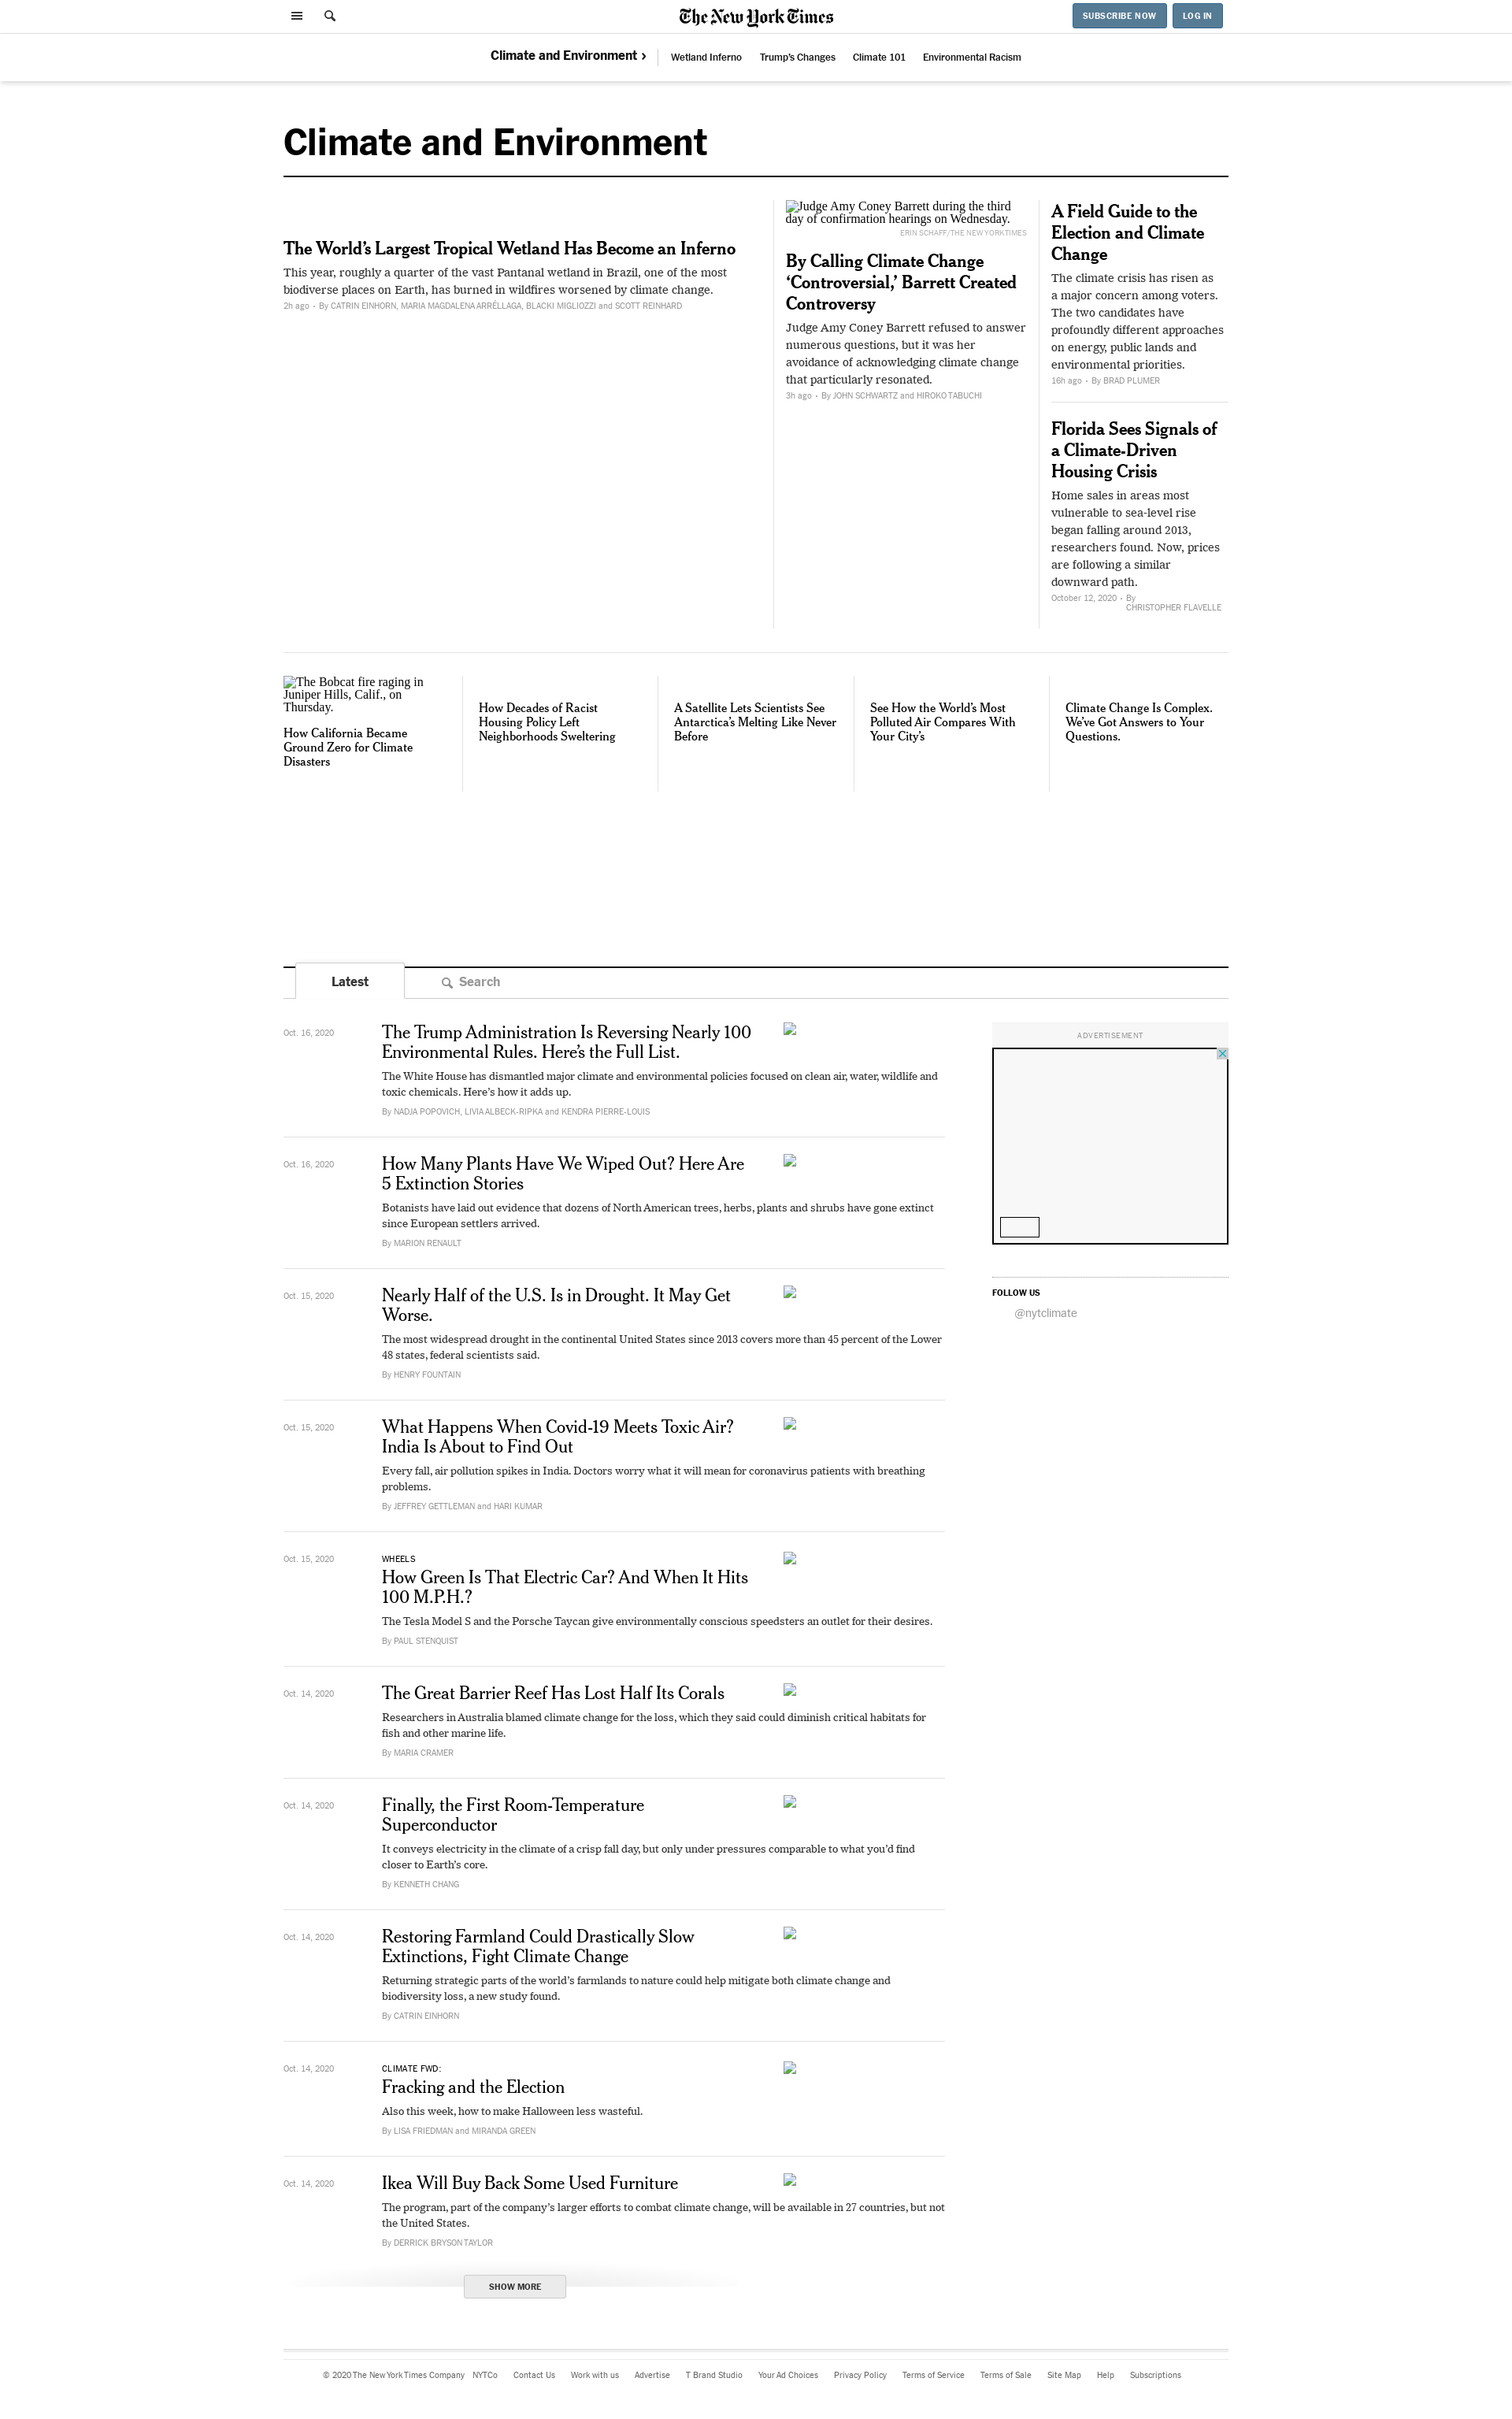 The New York Times
SUBSCRIBE NOW
LOG IN
Climate and Environment ›
Wetland Inferno
Trump's Changes
Climate 101
Environmental Racism
Climate and Environment
The World's Largest Tropical Wetland Has Become an Inferno
This year, roughly a quarter of the vast Pantanal wetland in Brazil, one of the most
biodiverse places on Earth, has burned in wildfires worsened by climate change.
2h ago • By CATRIN EINHORN, MARIA MAGDALENA ARRÉLLAGA, BLACKI MIGLIOZZI and SCOTT REINHARD
Judge Amy Coney Barrett during the third
day of confirmation hearings on Wednesday.
ERIN SCHAFF/THE NEW YORK TIMES
By Calling Climate Change
‘Controversial,’ Barrett Created
Controversy
Judge Amy Coney Barrett refused to answer
numerous questions, but it was her
avoidance of acknowledging climate change
that particularly resonated.
3h ago • By JOHN SCHWARTZ and HIROKO TABUCHI
A Field Guide to the
Election and Climate
Change
The climate crisis has risen as
a major concern among voters.
The two candidates have
profoundly different approaches
on energy, public lands and
environmental priorities.
16h ago • By BRAD PLUMER
Florida Sees Signals of
a Climate-Driven
Housing Crisis
Home sales in areas most
vulnerable to sea-level rise
began falling around 2013,
researchers found. Now, prices
are following a similar
downward path.
October 12, 2020 • By
CHRISTOPHER FLAVELLE
The Bobcat fire raging in
Juniper Hills, Calif., on
Thursday.
How California Became
Ground Zero for Climate
Disasters
How Decades of Racist
Housing Policy Left
Neighborhoods Sweltering
A Satellite Lets Scientists See
Antarctica's Melting Like Never
Before
See How the World's Most
Polluted Air Compares With
Your City's
Climate Change Is Complex.
We've Got Answers to Your
Questions.
Latest
Search
Oct. 16, 2020
The Trump Administration Is Reversing Nearly 100
Environmental Rules. Here's the Full List.
The White House has dismantled major climate and environmental policies focused on clean air, water, wildlife and
toxic chemicals. Here's how it adds up.
By NADJA POPOVICH, LIVIA ALBECK-RIPKA and KENDRA PIERRE-LOUIS
ADVERTISEMENT
Oct. 16, 2020
How Many Plants Have We Wiped Out? Here Are
5 Extinction Stories
Botanists have laid out evidence that dozens of North American trees, herbs, plants and shrubs have gone extinct
since European settlers arrived.
By MARION RENAULT
FOLLOW US
@nytclimate
Oct. 15, 2020
Nearly Half of the U.S. Is in Drought. It May Get
Worse.
The most widespread drought in the continental United States since 2013 covers more than 45 percent of the Lower
48 states, federal scientists said.
By HENRY FOUNTAIN
Oct. 15, 2020
What Happens When Covid-19 Meets Toxic Air?
India Is About to Find Out
Every fall, air pollution spikes in India. Doctors worry what it will mean for coronavirus patients with breathing
problems.
By JEFFREY GETTLEMAN and HARI KUMAR
Oct. 15, 2020
WHEELS
How Green Is That Electric Car? And When It Hits
100 M.P.H.?
The Tesla Model S and the Porsche Taycan give environmentally conscious speedsters an outlet for their desires.
By PAUL STENQUIST
Oct. 14, 2020
The Great Barrier Reef Has Lost Half Its Corals
Researchers in Australia blamed climate change for the loss, which they said could diminish critical habitats for
fish and other marine life.
By MARIA CRAMER
Oct. 14, 2020
Finally, the First Room-Temperature
Superconductor
It conveys electricity in the climate of a crisp fall day, but only under pressures comparable to what you'd find
closer to Earth's core.
By KENNETH CHANG
Oct. 14, 2020
Restoring Farmland Could Drastically Slow
Extinctions, Fight Climate Change
Returning strategic parts of the world's farmlands to nature could help mitigate both climate change and
biodiversity loss, a new study found.
By CATRIN EINHORN
Oct. 14, 2020
CLIMATE FWD:
Fracking and the Election
Also this week, how to make Halloween less wasteful.
By LISA FRIEDMAN and MIRANDA GREEN
Oct. 14, 2020
Ikea Will Buy Back Some Used Furniture
The program, part of the company's larger efforts to combat climate change, will be available in 27 countries, but not
the United States.
By DERRICK BRYSON TAYLOR
SHOW MORE
© 2020 The New York Times Company NYTCo Contact Us Work with us Advertise T Brand Studio Your Ad Choices Privacy Policy Terms of Service Terms of Sale Site Map Help Subscriptions